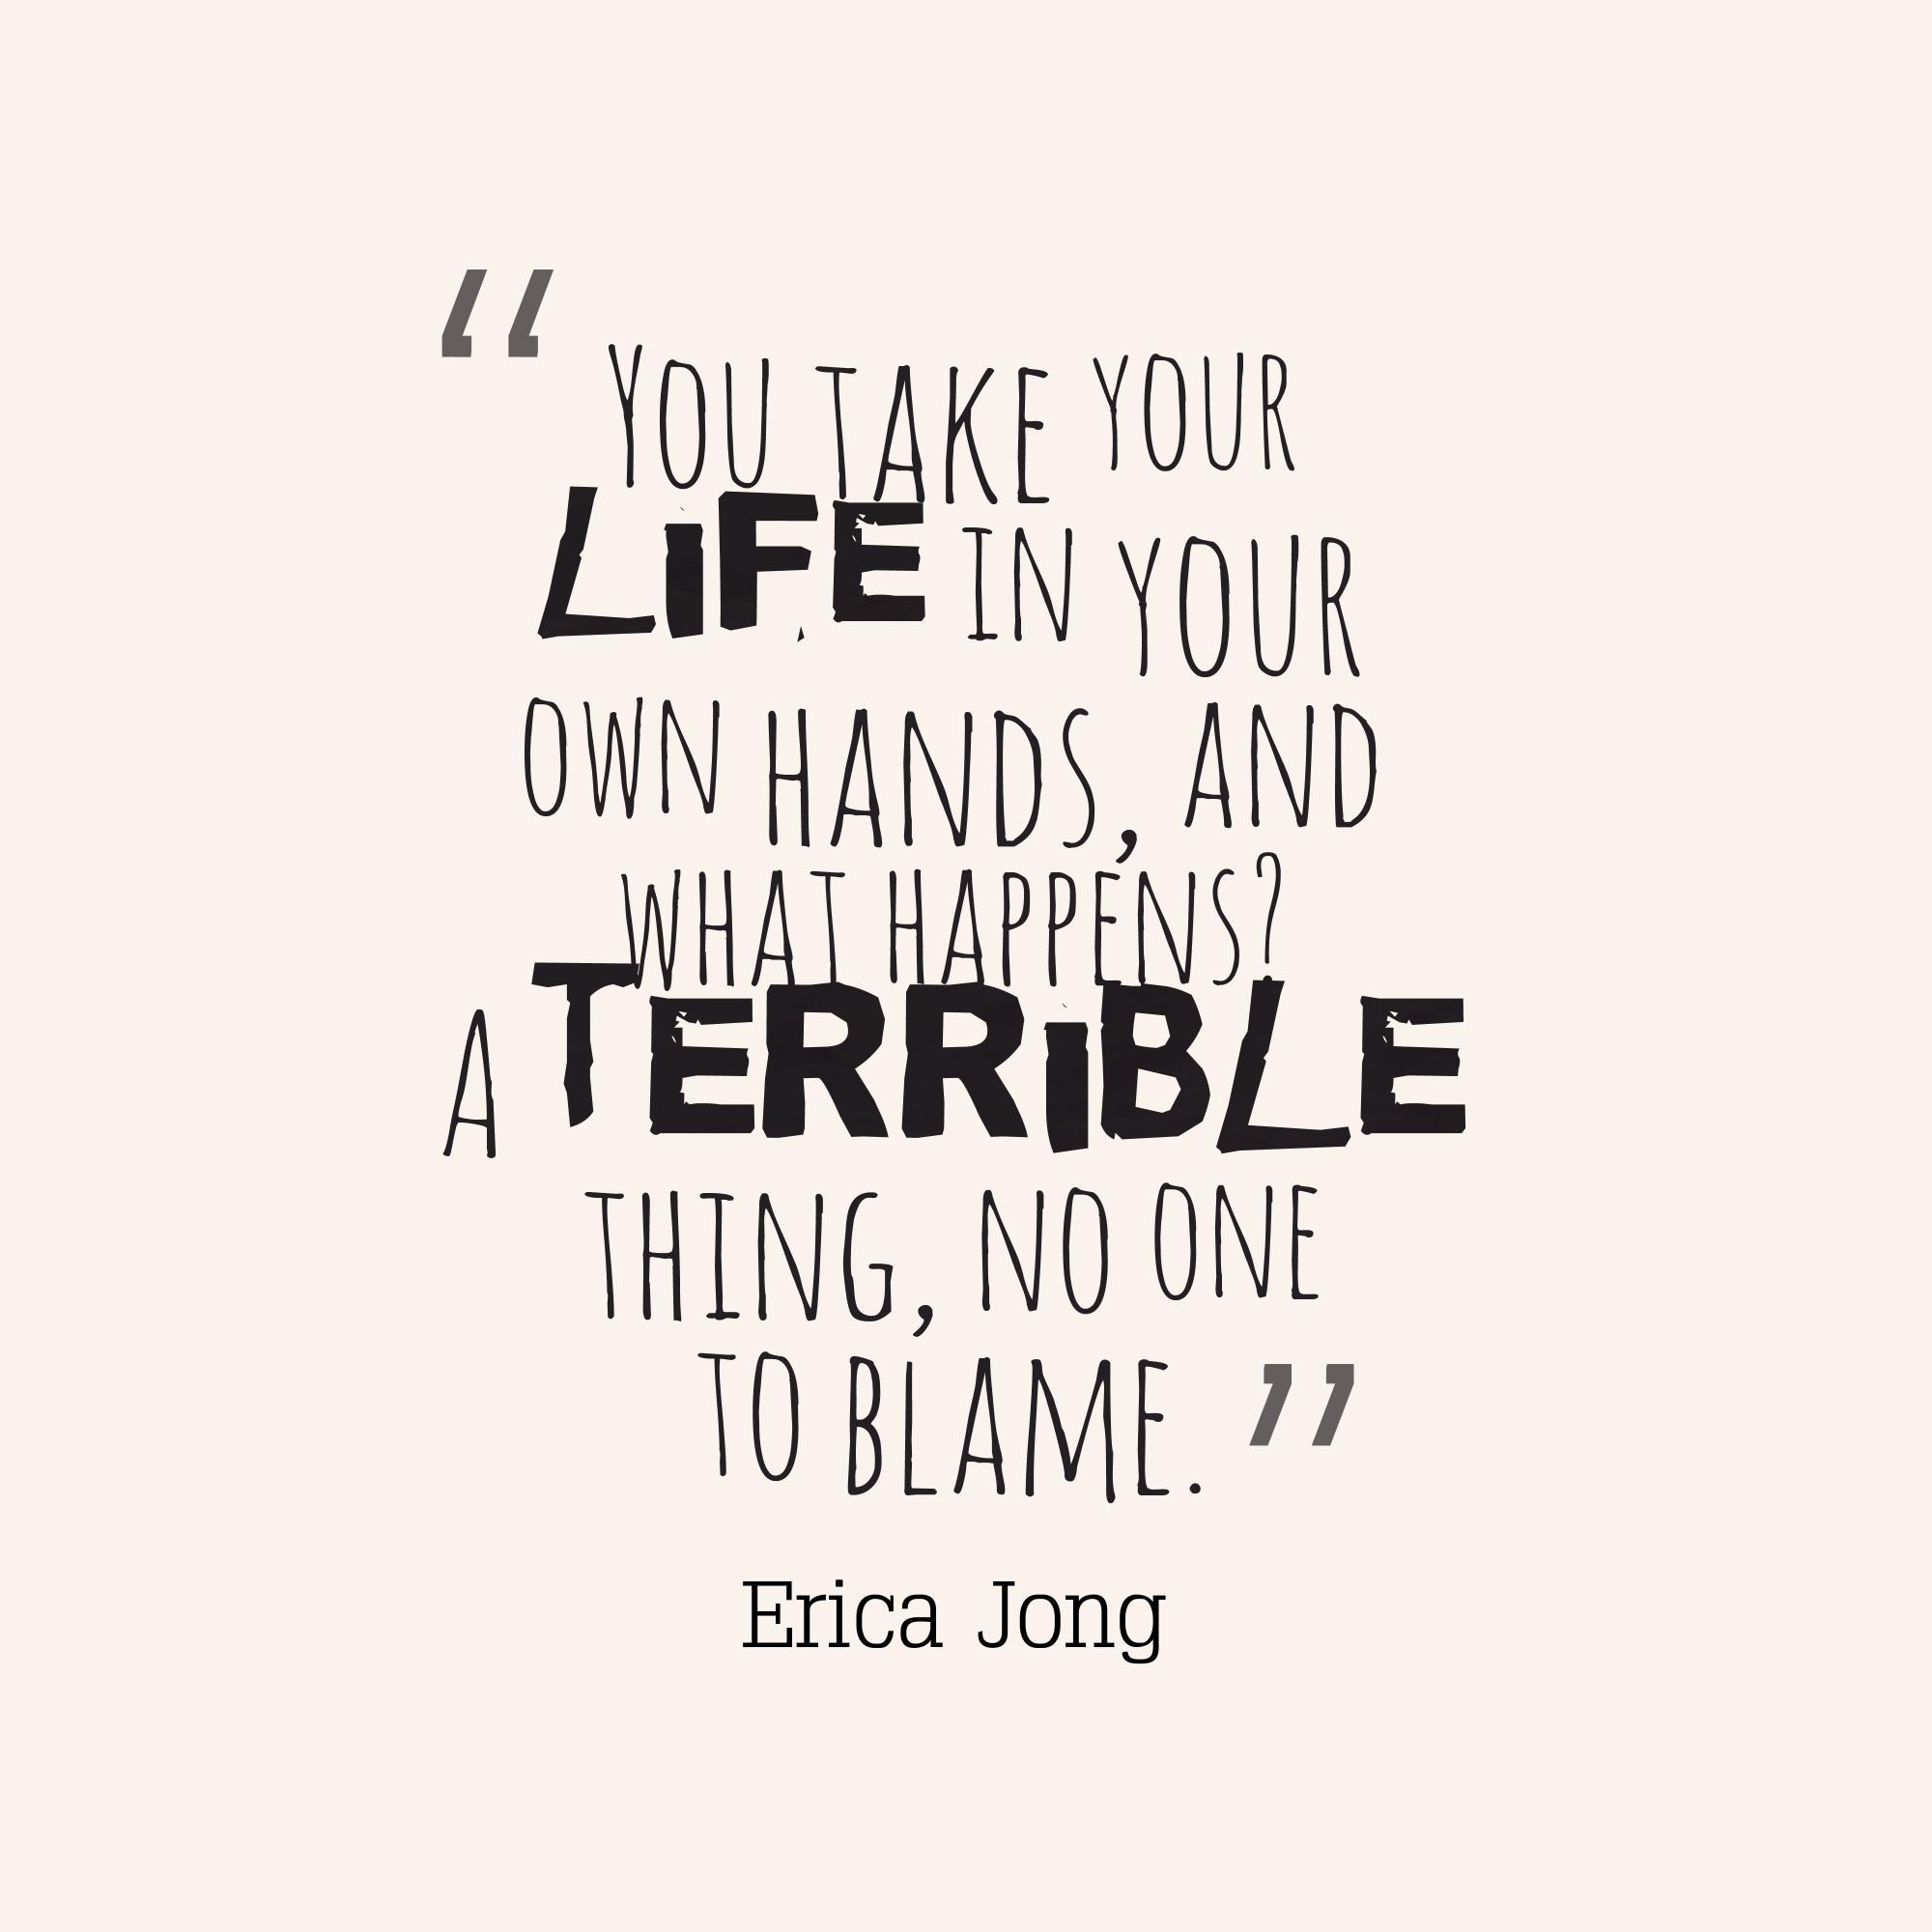 “YOU TAKE YOUR
LiFE IN YOUR
OWN HANDS, AND
WHAT HAPPENS?
A TERRiBLE
THING, NO ONE
TO BLAME.”
Erica Jong